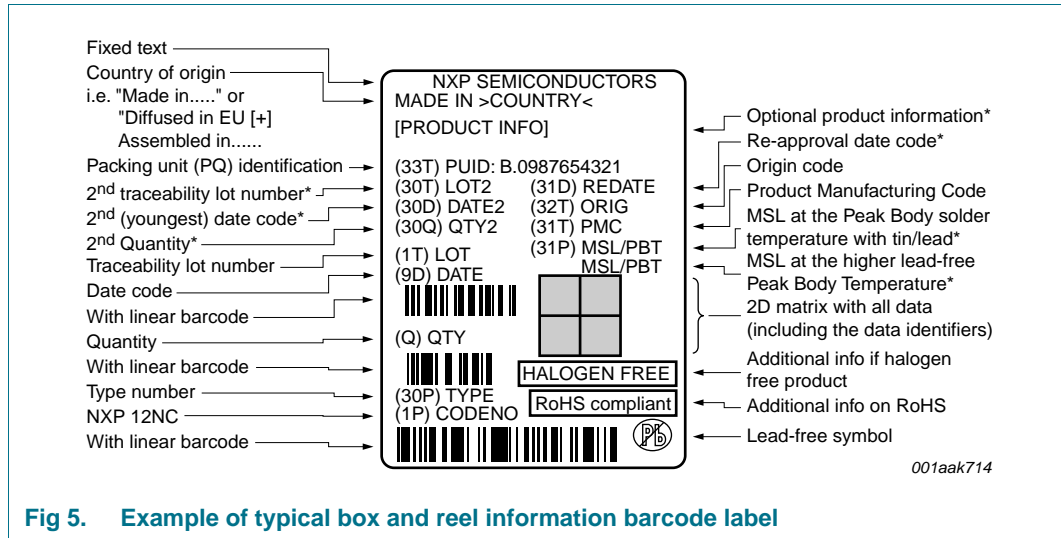 Fixed text
Country of origin
i.e. "Made in....." or
"Diffused in EU [+]
Assembled in......
Packing unit (PQ) identification
2nd traceability lot number*
2nd (youngest) date code*
2nd Quantity*
Traceability lot number
Date code
With linear barcode
Quantity
With linear barcode
Type number
NXP 12NC
With linear barcode
NXP SEMICONDUCTORS
MADE IN >COUNTRY<
[PRODUCT INFO]
(33T) PUID: B.0987654321
(30T) LOT2 (31D) REDATE
(30D) DATE2 (32T) ORIG
(30Q) QTY2 (31T) PMC
(31P) MSL/PBT
(1T) LOT MSL/PBT
(9D) DATE
(Q) QTY
HALOGEN FREE
(30P) TYPE
RoHS compliant
(1P) CODENO
Pb
Optional product information*
Re-approval date code*
Origin code
Product Manufacturing Code
MSL at the Peak Body solder
temperature with tin/lead*
MSL at the higher lead-free
Peak Body Temperature*
2D matrix with all data
(including the data identifiers)
Additional info if halogen
free product
Additional info on RoHS
Lead-free symbol
001aak714
Fig 5. Example of typical box and reel information barcode label